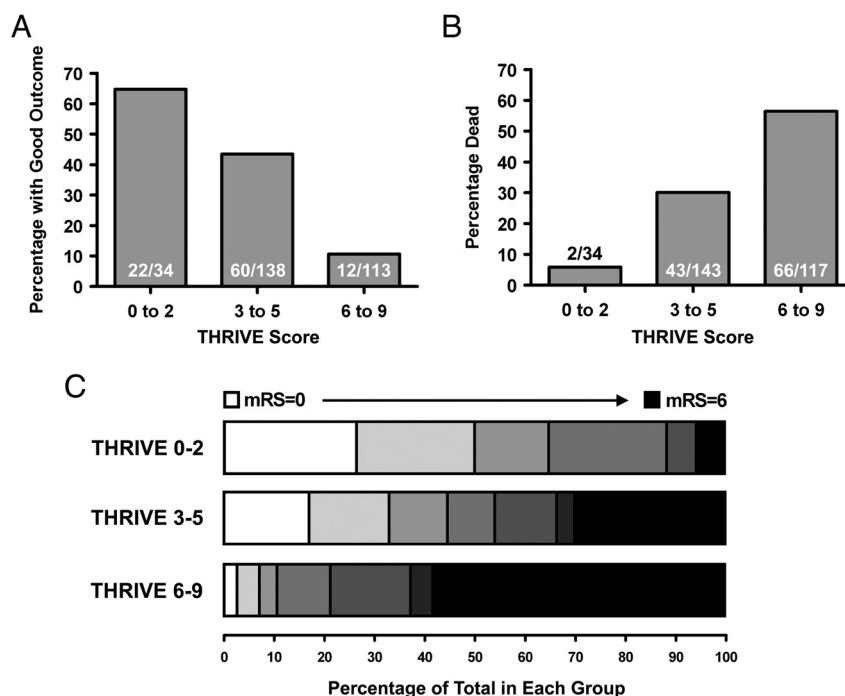 A
Percentage with Good Outcome
70
60
50
40
30
20
10
0
22/34
60/138
12/113
0 to 2
3 to 5
6 to 9
THRIVE Score
B
Percentage Dead
70
60
50
40
30
20
10
0
2/34
43/143
66/117
0 to 2
3 to 5
6 to 9
THRIVE Score
C
mRS=0
mRS=6
THRIVE 0-2
THRIVE 3-5
THRIVE 6-9
0 10 20 30 40 50 60 70 80 90 100
Percentage of Total in Each Group